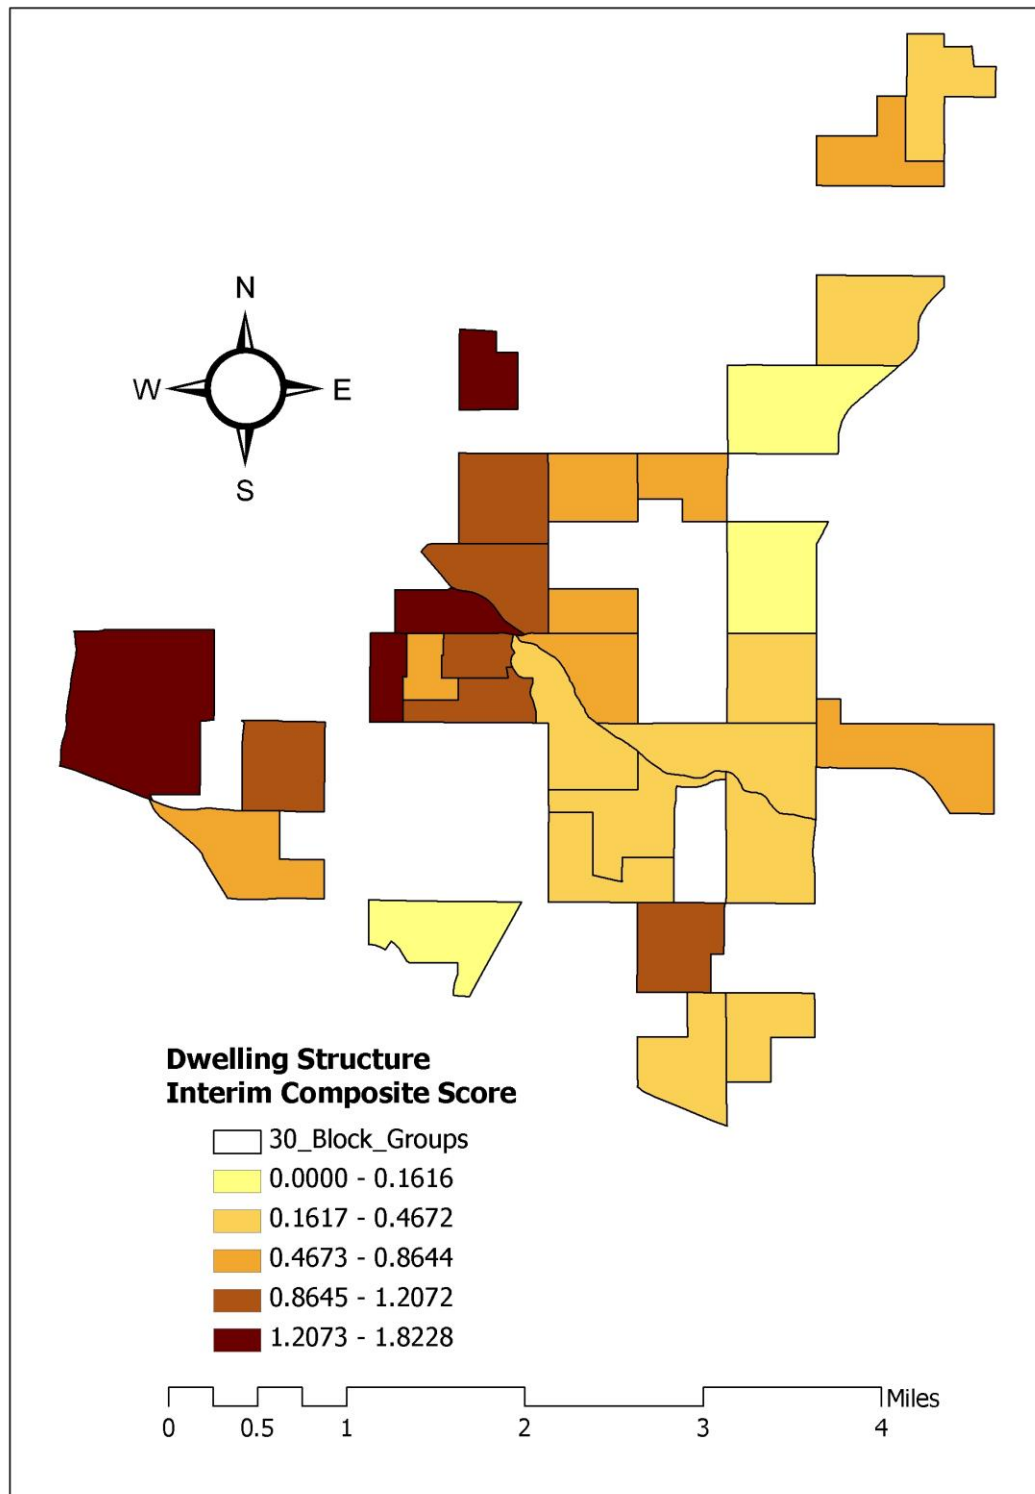 N
W E
S
Dwelling Structure
Interim Composite Score
30_Block_Groups
0.0000 - 0.1616
0.1617 - 0.4672
0.4673 - 0.8644
0.8645 - 1.2072
1.2073 - 1.8228
Miles
0 0.5 1 2 3 4